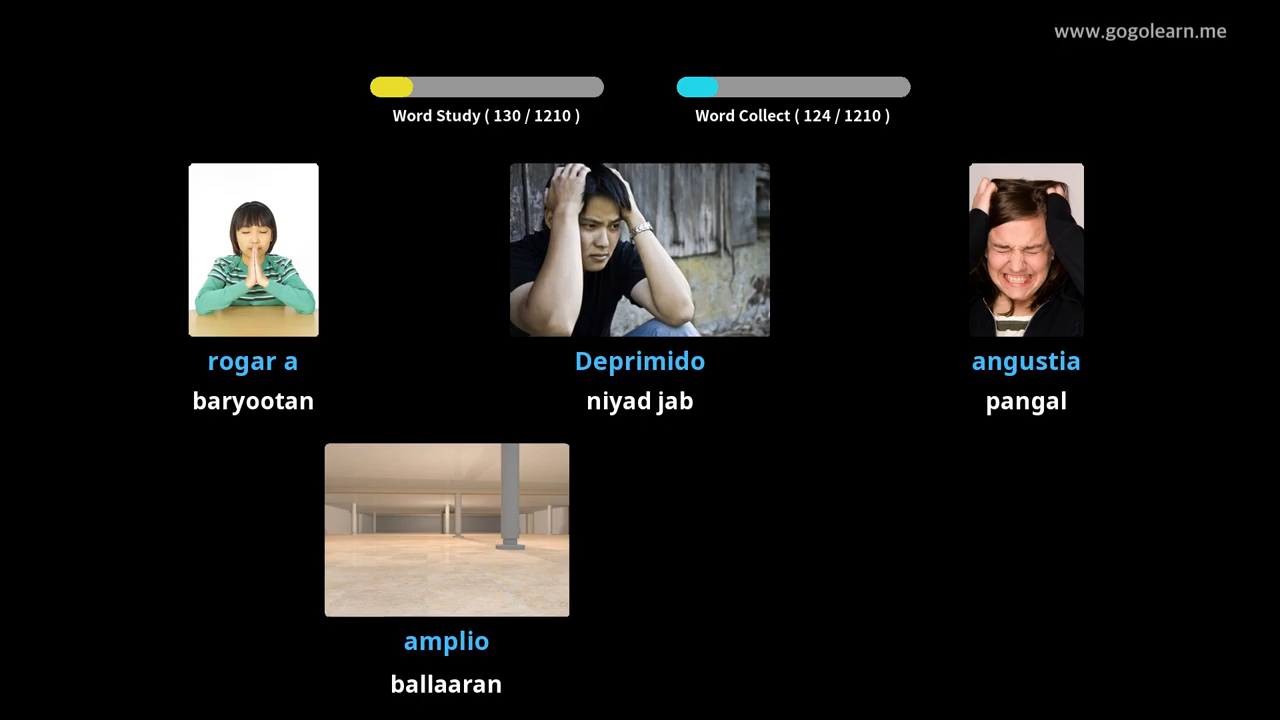 www.gogolearn.me
Word Study ( 130 / 1210 )
Word Collect ( 124 / 1210 )
rogar a
baryootan
Deprimido
niyad jab
angustia
pangal
amplio
ballaaran